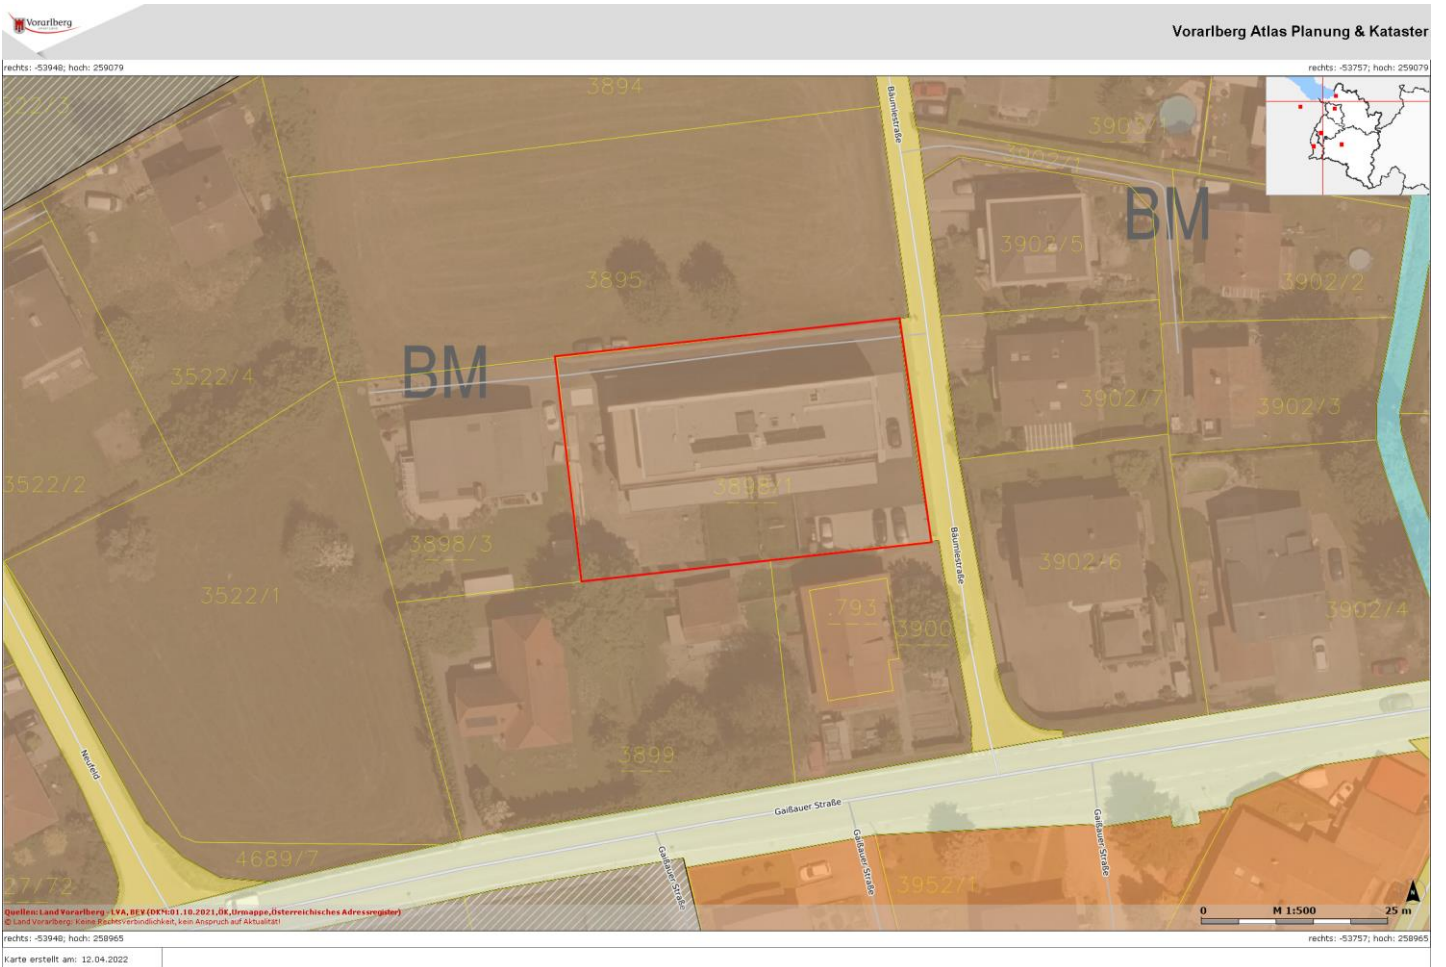 Vorarlberg
Vorarlberg Atlas Planung & Kataster
rechts: -53948; hoch: 259079
rechts: -53757; hoch: 259079
3894
Bäumlestraße
3902/1
BM
BM
3902/5
3902/2
3895
3522/4
3902/7
3902/3
3522/2
3898/1
3898/3
Bäumlestraße
3902/6
3522/1
.793
3900
3902/4
3899
Neufeld
Gaißauer Straße
4689/7
Gaißauer Straße
Gaißauer Straße
Gaißauer Straße
27/72
3952/1
Quellen: Land Vorarlberg - LVA, BEV (DKM:01.10.2021,ÖK,Urmappe,Österreichisches Adressregister)
© Land Vorarlberg: Keine Rechtsverbindlichkeit, kein Anspruch auf Aktualität!
0 M 1:500 25 m
rechts: -53948; hoch: 258965
rechts: -53757; hoch: 258965
Karte erstellt am: 12.04.2022